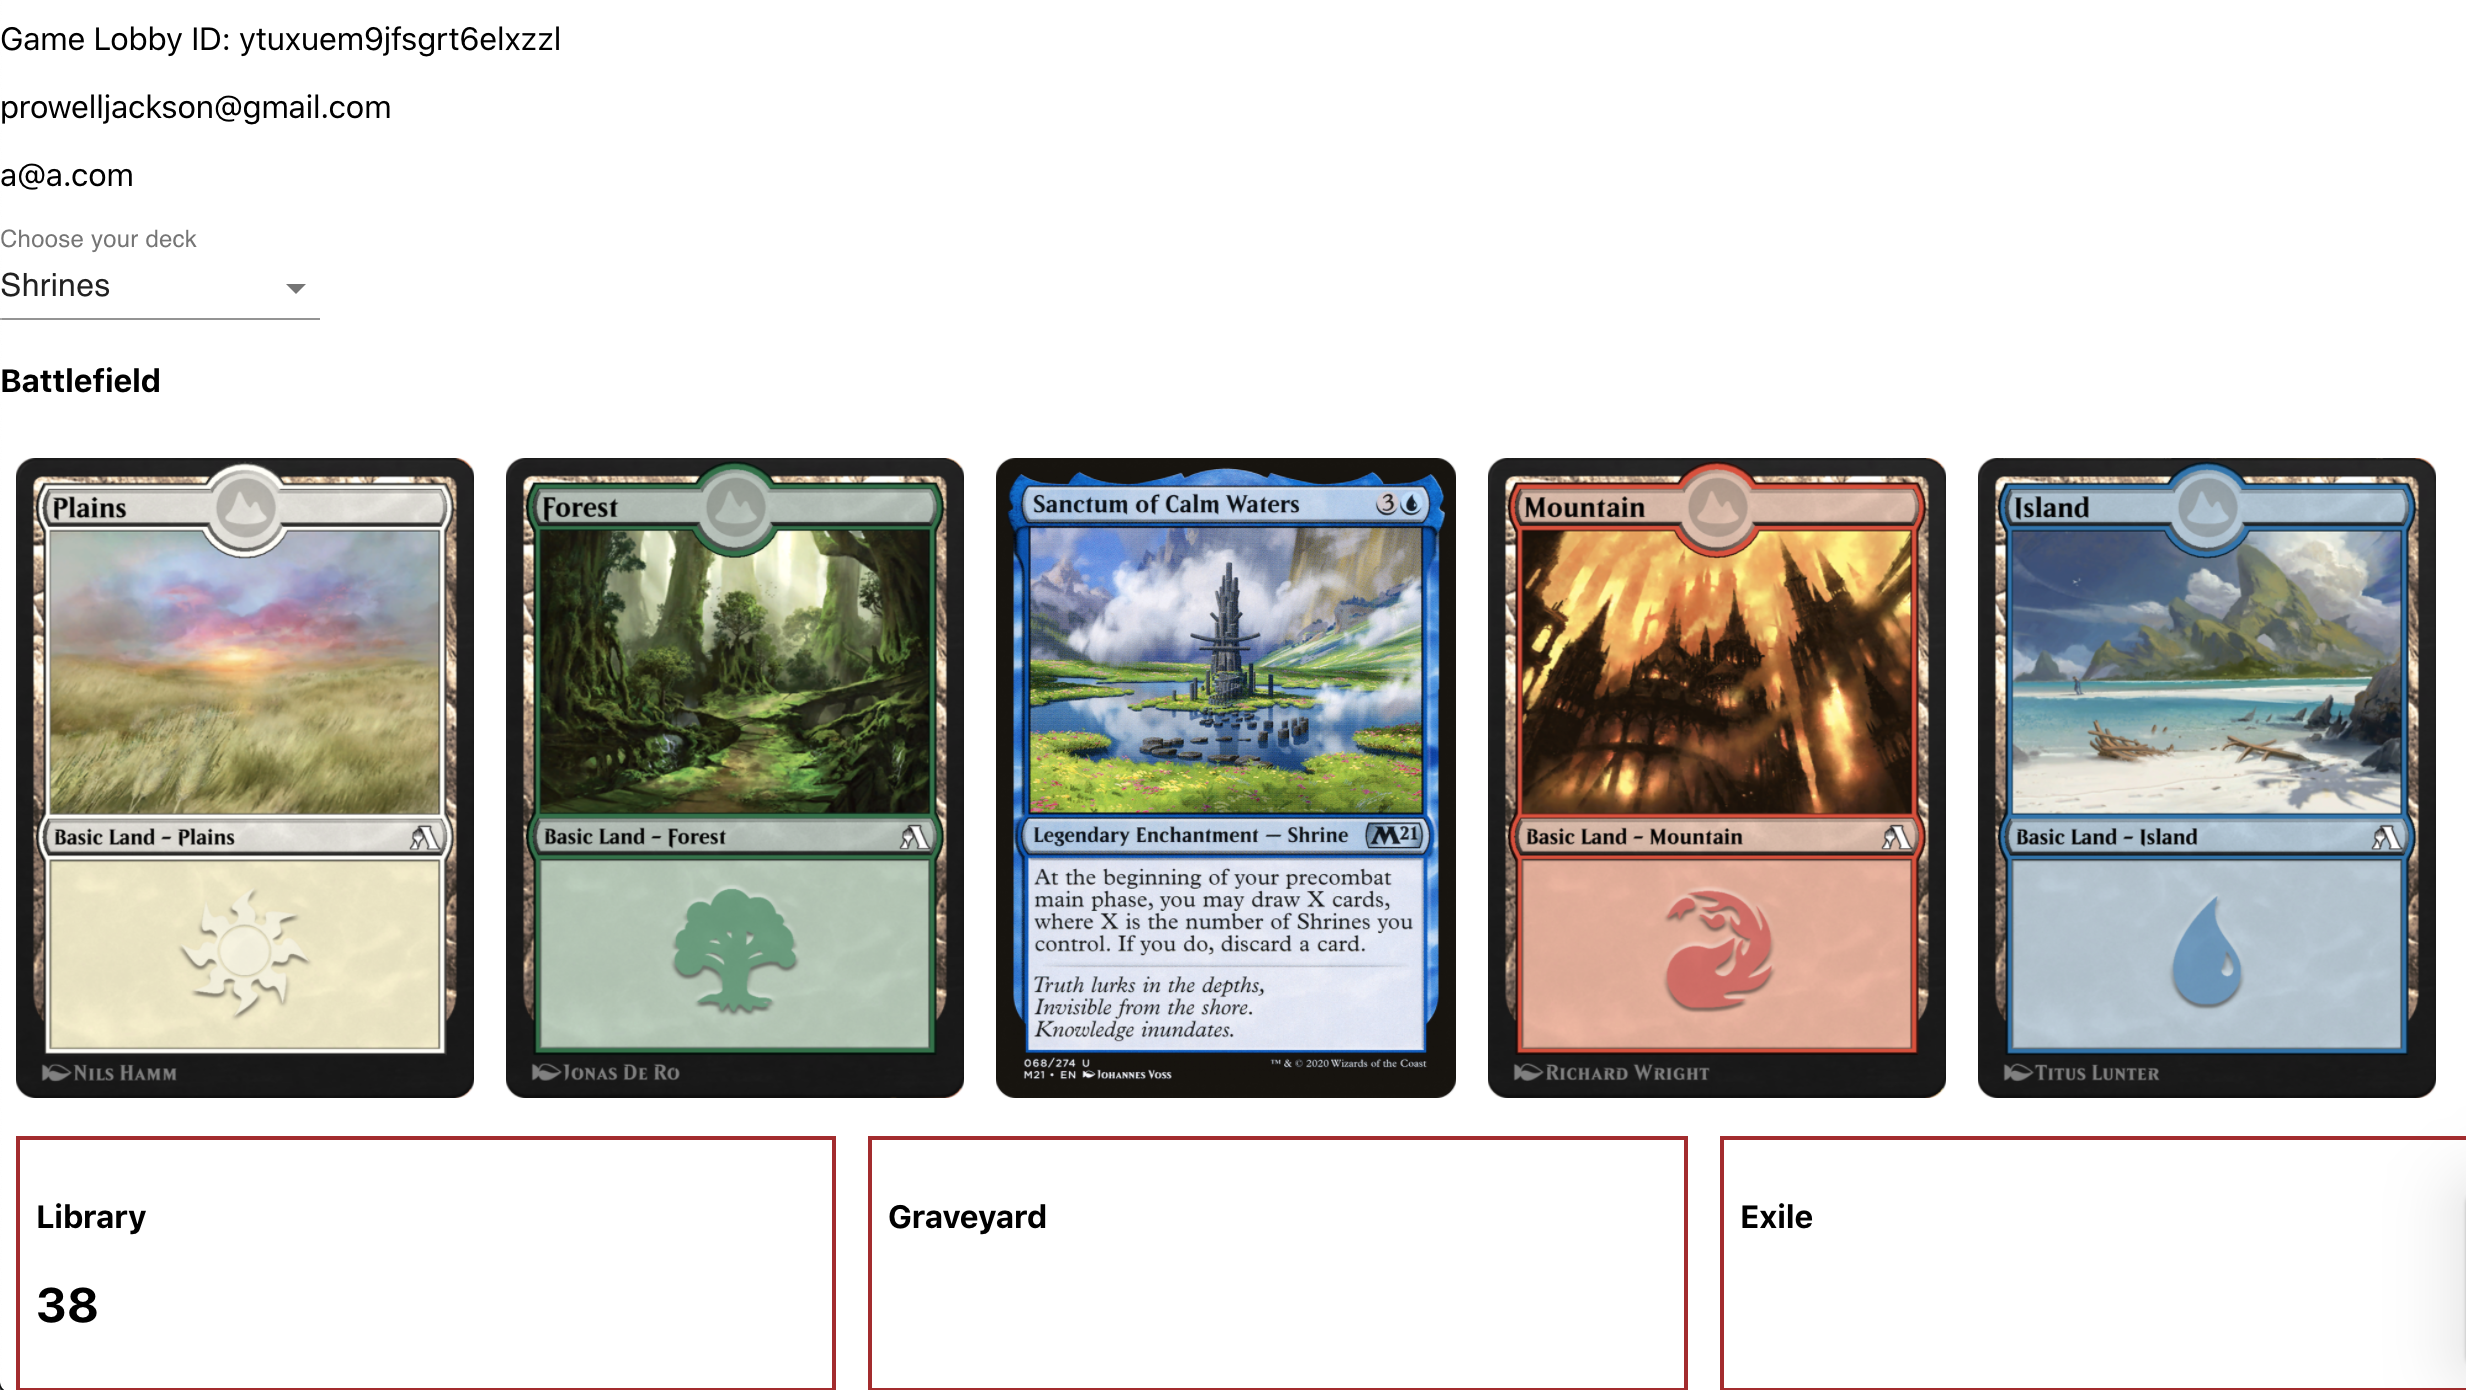 Game Lobby ID: ytuxuem9jfsgrt6elxzzl
prowelljackson@gmail.com
a@a.com
Choose your deck
Shrines
Battlefield
Plains
Basic Land – Plains
NILS HAMM
Forest
Basic Land – Forest
JONAS DE RO
Sanctum of Calm Waters 3
Legendary Enchantment — Shrine M21
At the beginning of your precombat
main phase, you may draw X cards,
where X is the number of Shrines you
control. If you do, discard a card.
Truth lurks in the depths,
Invisible from the shore.
Knowledge inundates.
068/274 U
M21 • EN JOHANNES VOSS
™ & © 2020 Wizards of the Coast
Mountain
Basic Land – Mountain
RICHARD WRIGHT
Island
Basic Land – Island
TITUS LUNTER
Library
38
Graveyard
Exile